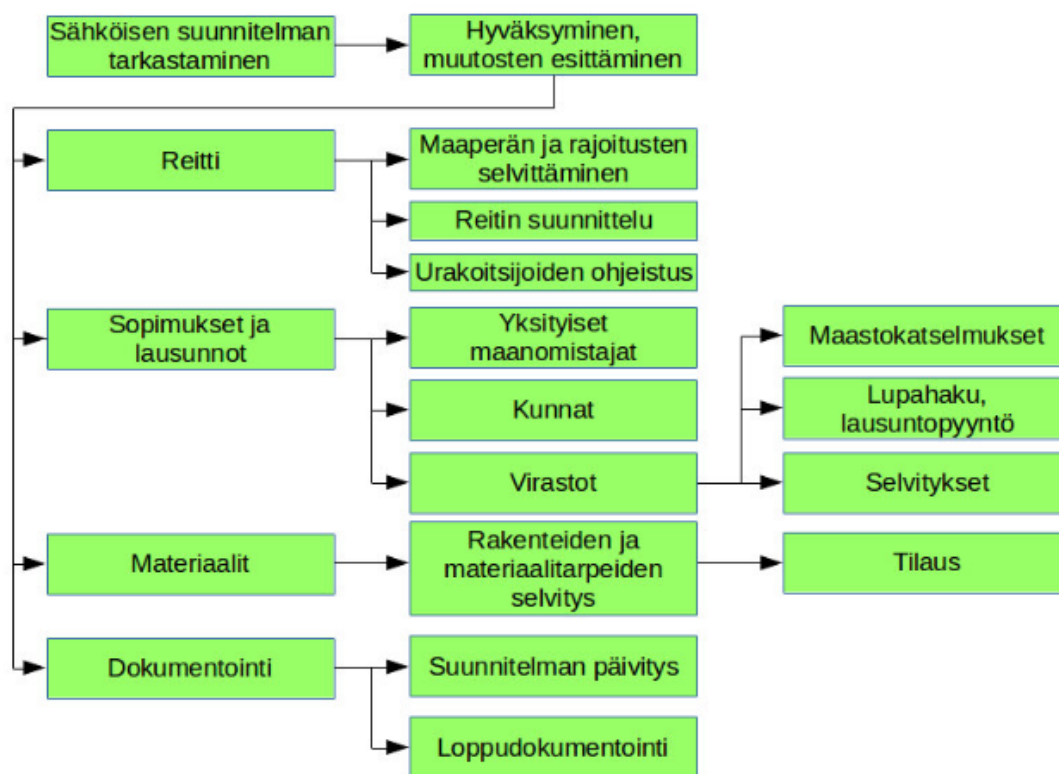 Sähköisen suunnitelman
tarkastaminen
Hyväksyminen,
muutosten esittäminen
Reitti
Maaperän ja rajoitusten
selvittäminen
Reitin suunnittelu
Urakoitsijoiden ohjeistus
Sopimukset ja
lausunnot
Yksityiset
maanomistajat
Kunnat
Virastot
Maastokatselmukset
Lupahaku,
lausuntopyyntö
Selvitykset
Materiaalit
Rakenteiden ja
materiaalitarpeiden
selvitys
Tilaus
Dokumentointi
Suunnitelman päivitys
Loppudokumentointi